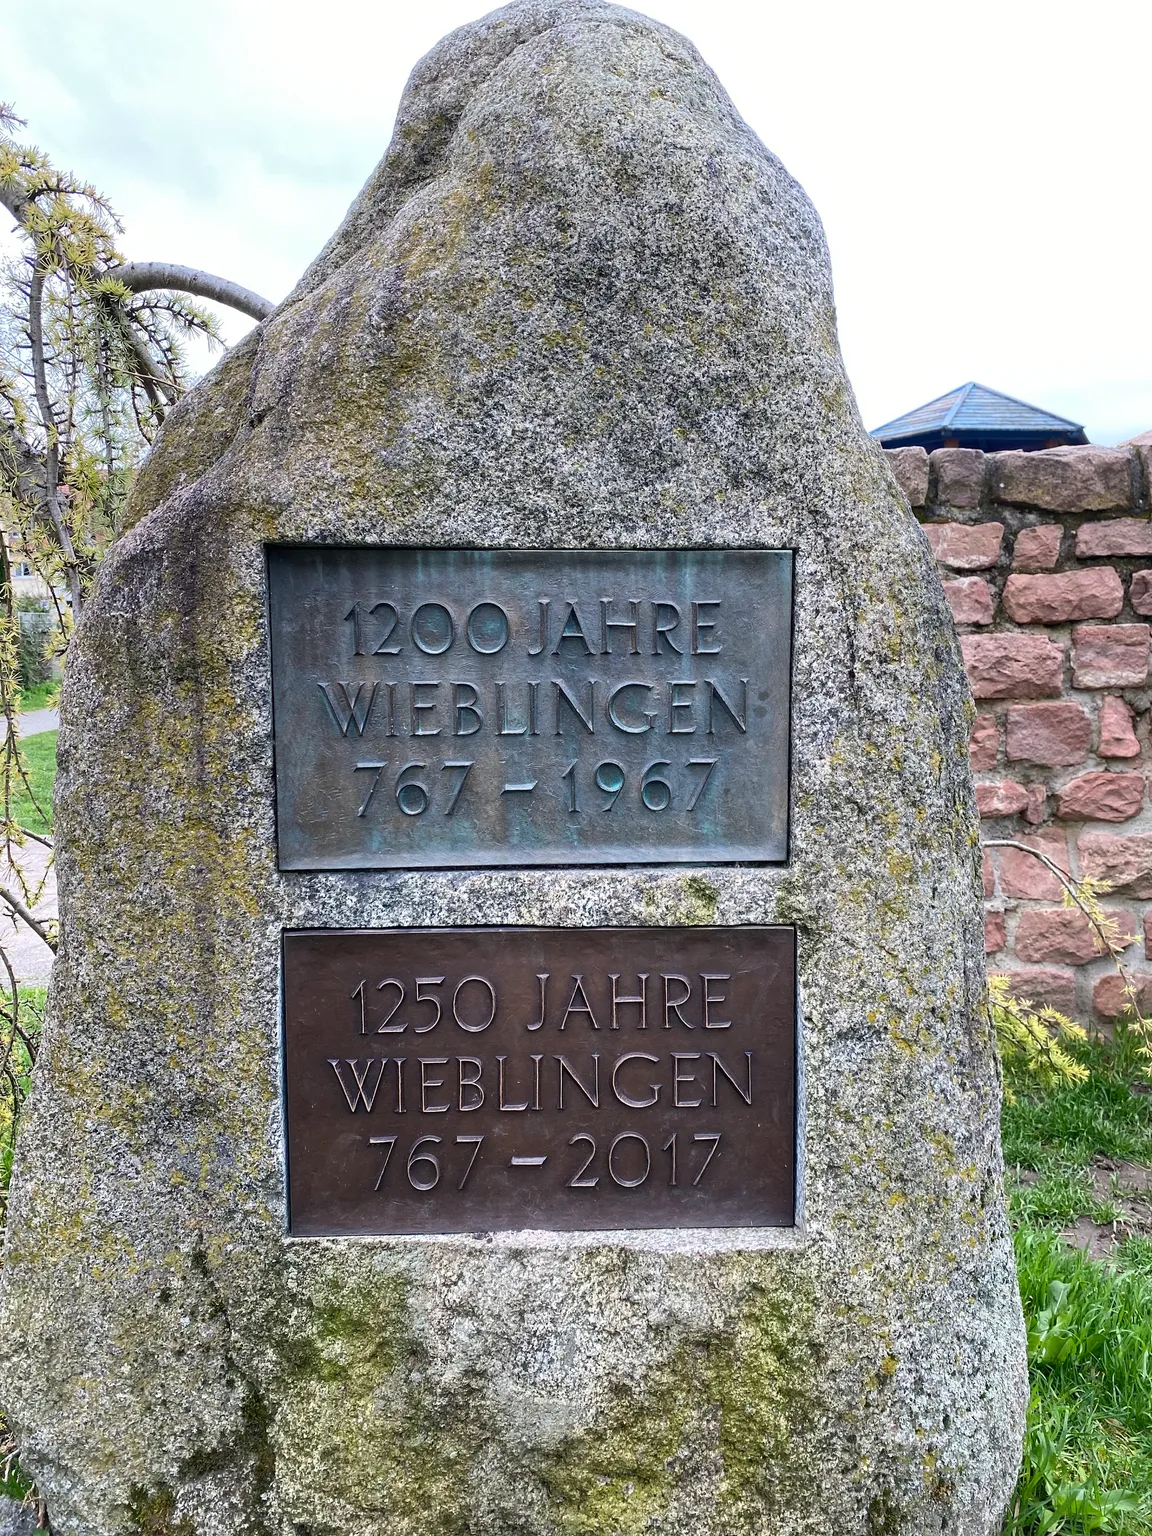 1200 JAHRE
WIEBLINGEN
767 – 1967
1250 JAHRE
WIEBLINGEN
767 – 2017